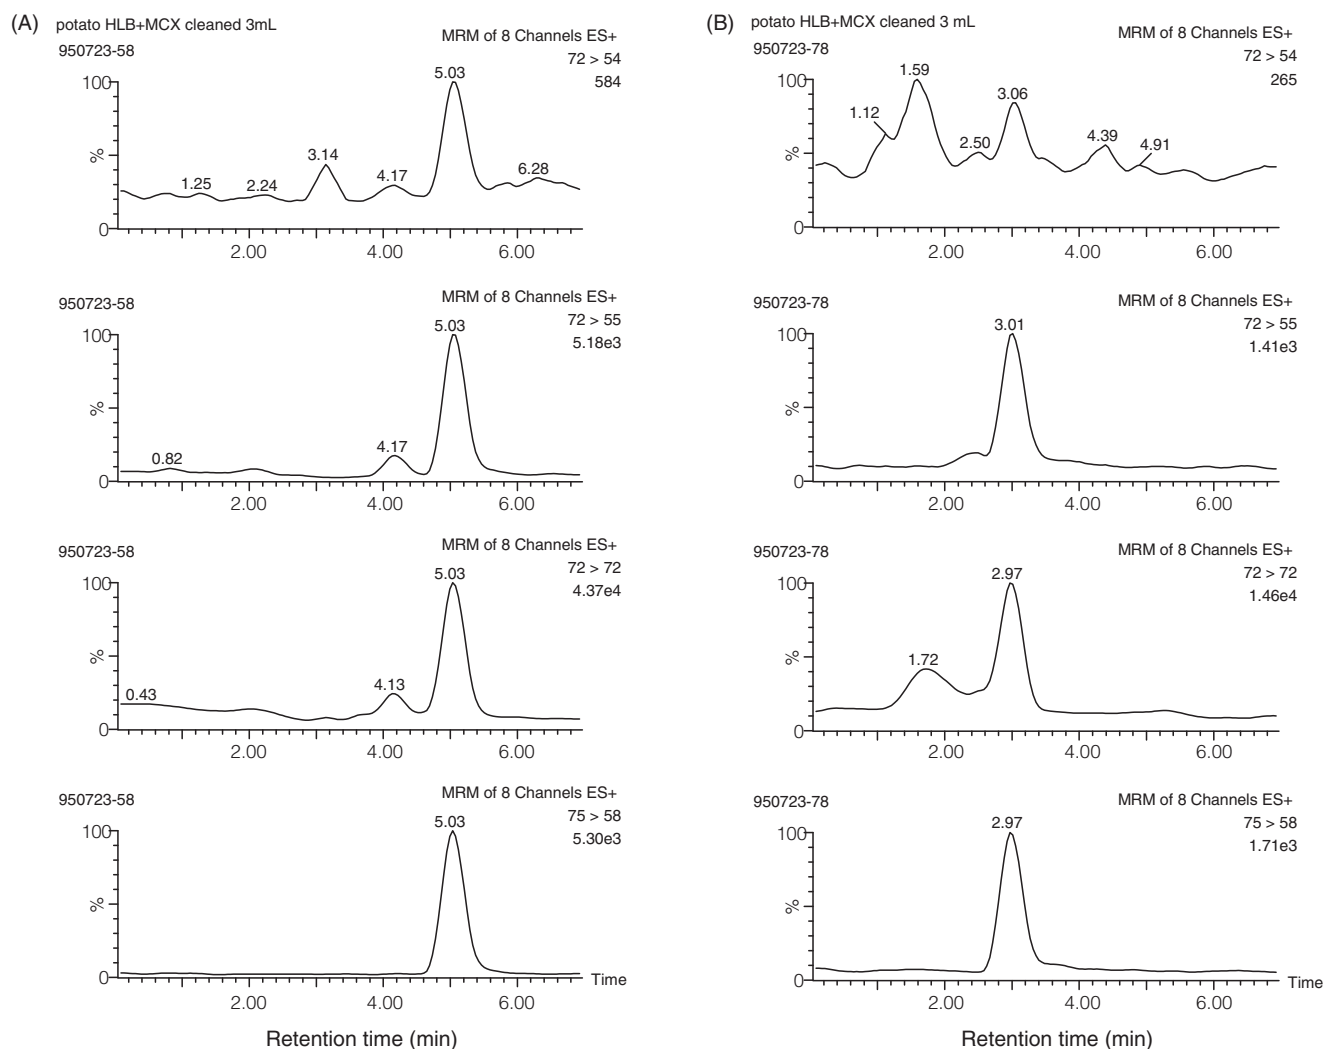 (A)
potato HLB+MCX cleaned 3mL
950723-58
MRM of 8 Channels ES+
72 > 54
584
100
%
0
1.25
2.24
3.14
4.17
5.03
6.28
2.00
4.00
6.00
950723-58
MRM of 8 Channels ES+
72 > 55
5.18e3
100
%
0
0.82
4.17
5.03
2.00
4.00
6.00
950723-58
MRM of 8 Channels ES+
72 > 72
4.37e4
100
%
0
0.43
4.13
5.03
2.00
4.00
6.00
950723-58
MRM of 8 Channels ES+
75 > 58
5.30e3
100
%
0
5.03
Time
2.00
4.00
6.00
Retention time (min)
(B)
potato HLB+MCX cleaned 3 mL
950723-78
MRM of 8 Channels ES+
72 > 54
265
100
%
0
1.12
1.59
2.50
3.06
4.39
4.91
2.00
4.00
6.00
950723-78
MRM of 8 Channels ES+
72 > 55
1.41e3
100
%
0
3.01
2.00
4.00
6.00
950723-78
MRM of 8 Channels ES+
72 > 72
1.46e4
100
%
0
1.72
2.97
2.00
4.00
6.00
950723-78
MRM of 8 Channels ES+
75 > 58
1.71e3
100
%
0
2.97
Time
2.00
4.00
6.00
Retention time (min)